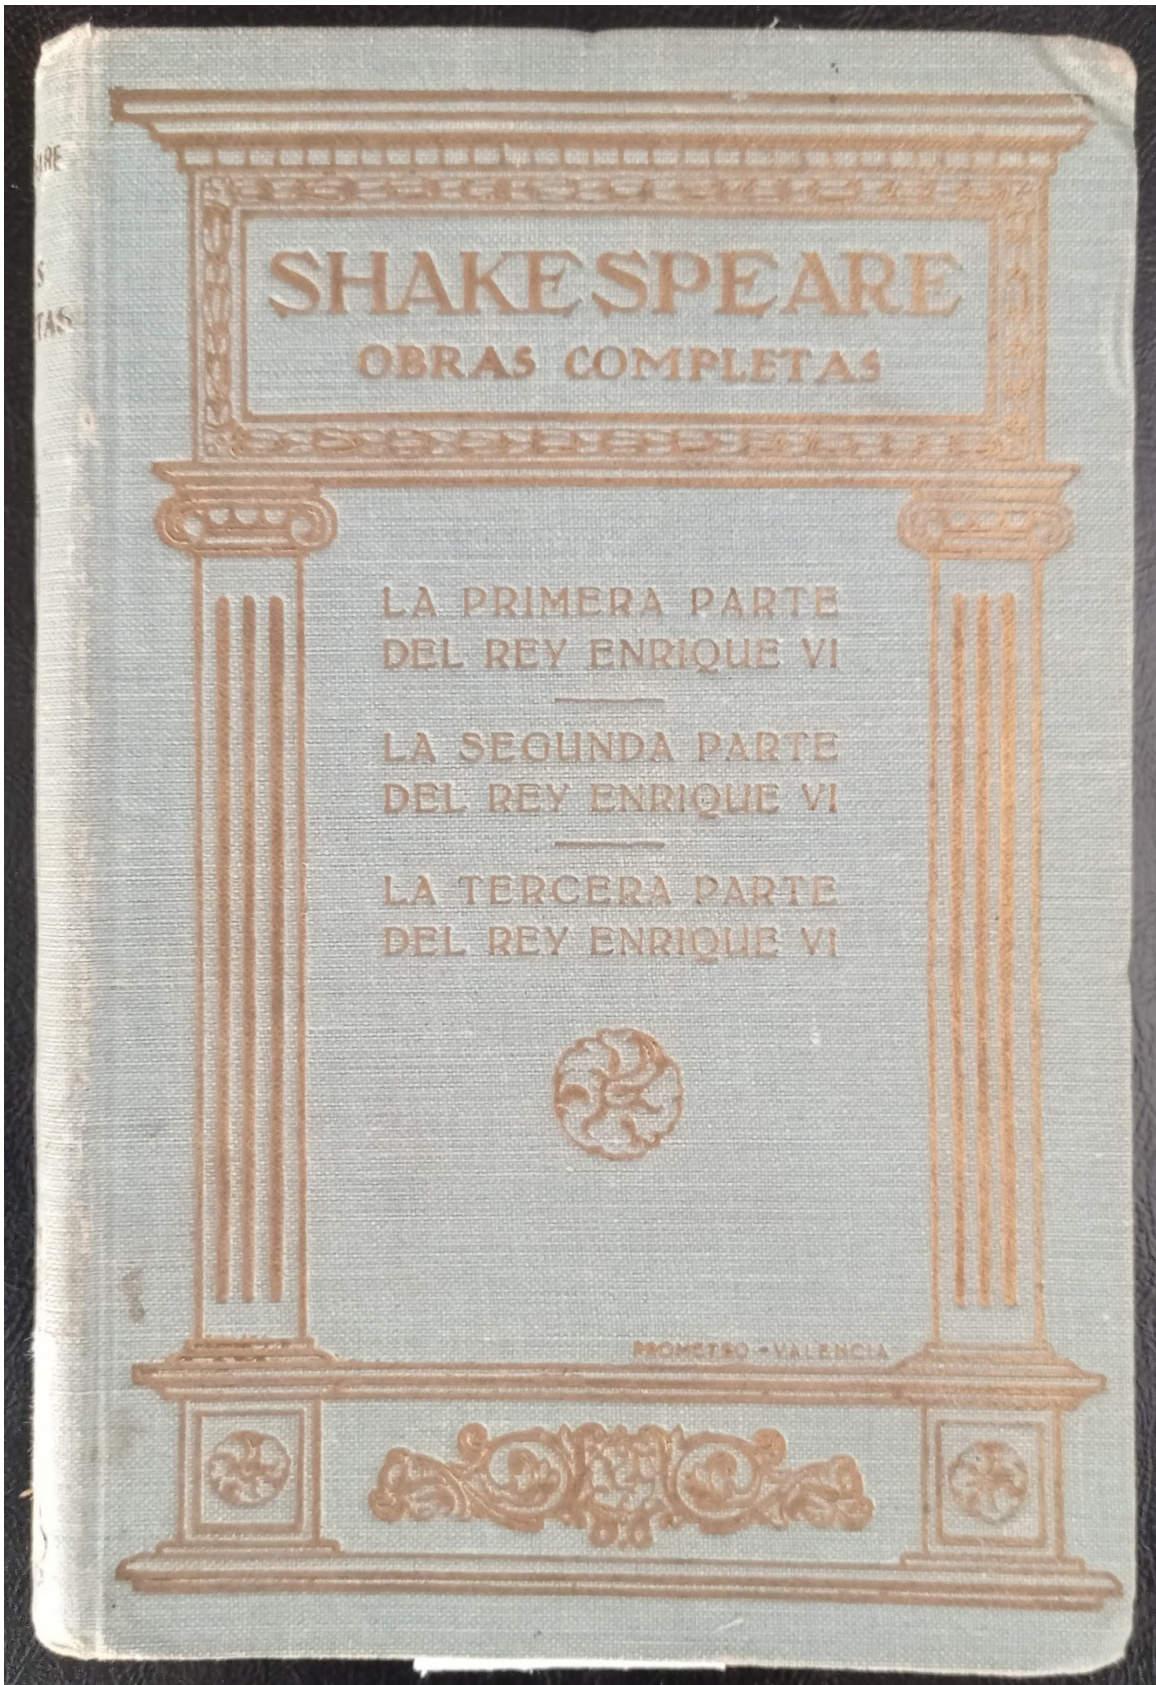 SHAKESPEARE
OBRAS COMPLETAS
LA PRIMERA PARTE
DEL REY ENRIQUE VI
LA SEGUNDA PARTE
DEL REY ENRIQUE VI
LA TERCERA PARTE
DEL REY ENRIQUE VI
PROMETEO - VALENCIA